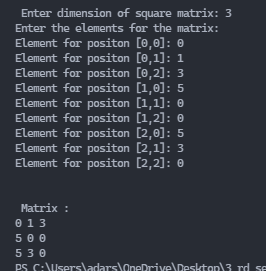 Enter dimension of square matrix: 3
Enter the elements for the matrix:
Element for positon [0,0]: 0
Element for positon [0,1]: 1
Element for positon [0,2]: 3
Element for positon [1,0]: 5
Element for positon [1,1]: 0
Element for positon [1,2]: 0
Element for positon [2,0]: 5
Element for positon [2,1]: 3
Element for positon [2,2]: 0
Matrix :
0 1 3
5 0 0
5 3 0
PS C:\Users\adars\OneDrive\Desktop\3 rd se